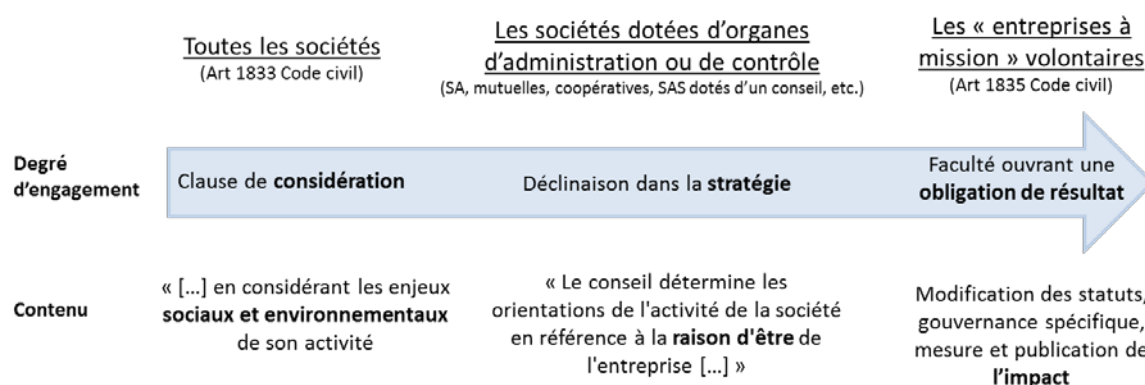 Toutes les sociétés
(Art 1833 Code civil)
Les sociétés dotées d'organes
d'administration ou de contrôle
(SA, mutuelles, coopératives, SAS dotés d'un conseil, etc.)
Les « entreprises à
mission » volontaires
(Art 1835 Code civil)
Degré
d'engagement
Clause de considération
Déclinaison dans la stratégie
Faculté ouvrant une
obligation de résultat
Contenu
« [...] en considérant les enjeux
sociaux et environnementaux
de son activité
« Le conseil détermine les
orientations de l'activité de la société
en référence à la raison d'être de
l'entreprise [...] »
Modification des statuts,
gouvernance spécifique,
mesure et publication de
l'impact